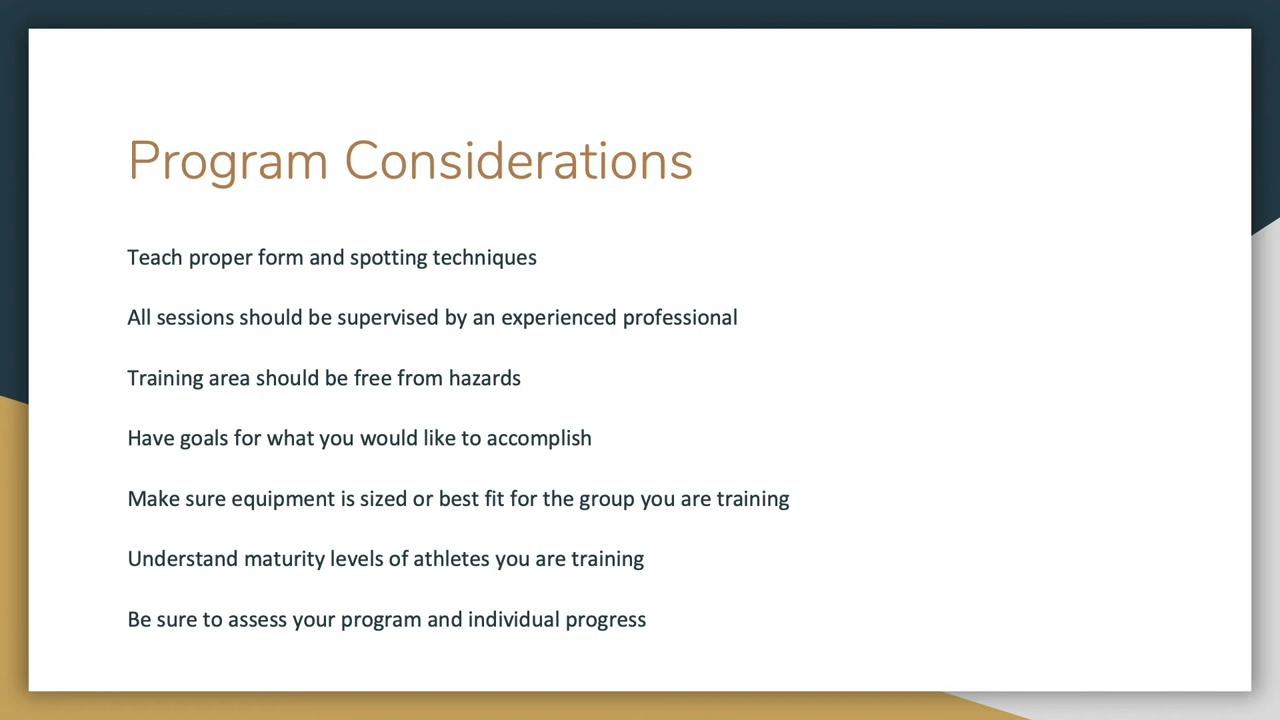 Program Considerations
Teach proper form and spotting techniques
All sessions should be supervised by an experienced professional
Training area should be free from hazards
Have goals for what you would like to accomplish
Make sure equipment is sized or best fit for the group you are training
Understand maturity levels of athletes you are training
Be sure to assess your program and individual progress